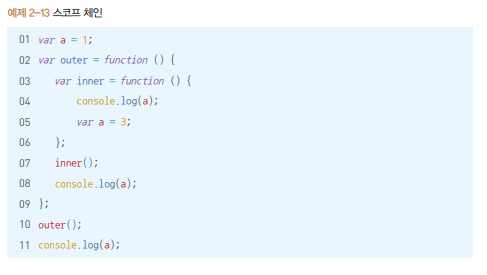 예제 2-13 스코프 체인
01 var a = 1;
02 var outer = function () {
03 var inner = function () {
04 console.log(a);
05 var a = 3;
06 };
07 inner();
08 console.log(a);
09 };
10 outer();
11 console.log(a);